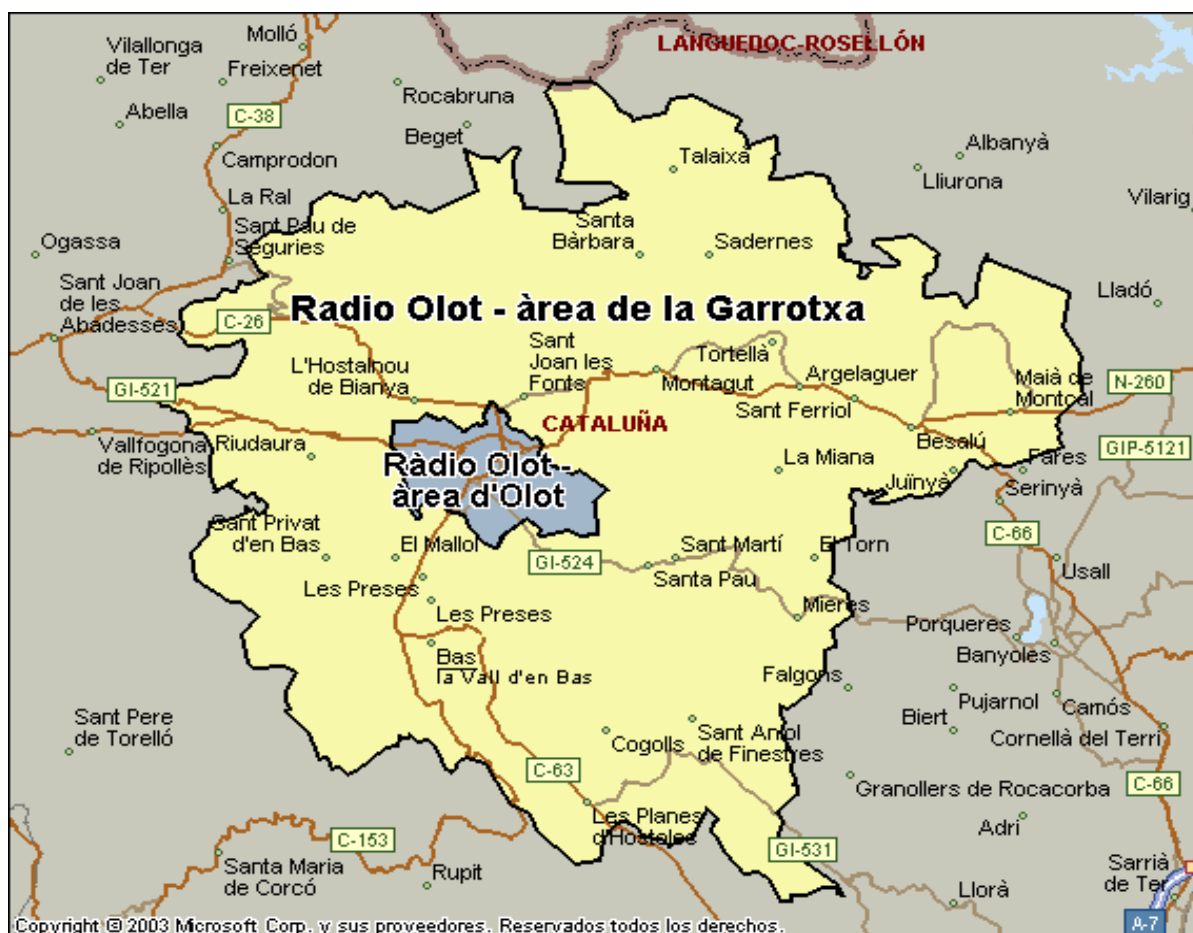 Molló
LANGUEDOC-ROSELLÓN
Vilallonga
de Ter
Freixenet
Rocabruna
Abella
C-38
Beget
Camprodon
Talaixà
Albanyà
Lliurona
La Ral
Vilarig
Sant Pau de
Seguries
Santa
Bàrbara
Sadernes
Ogassa
Sant Joan
de les
Abadesses
Lladó
Radio Olot - àrea de la Garrotxa
C-26
Sant
Joan les
Fonts
Tortellà
L'Hostalnou
de Bianya
Montagut
Argelaguer
Maià de
Montcal
N-260
GI-521
Sant Ferriol
CATALUÑA
Besalú
Vallfogona
de Ripollès
Riudaura
GIP-5121
Ràdio Olot -
àrea d'Olot
La Miana
Juïnyà
Fares
Serinyà
Sant Privat
d'en Bas
El Mallol
GI-524
Sant Martí
El Torn
C-66
Usall
Les Preses
Santa Pau
Les Preses
Mieres
Porqueres
Banyoles
Bas
la Vall d'en Bas
Falgons
Pujarnol
Camós
Sant Pere
de Torelló
Cogolls
Sant Aniol
de Finestres
Biert
Cornellà del Terri
C-63
Granollers de Rocacorba
C-66
Les Planes
d'Hostoles
Adri
C-153
GI-531
Santa Maria
de Corcó
Rupit
Llorà
Sarrià
de Ter
A-7
Copyright © 2003 Microsoft Corp. y sus proveedores. Reservados todos los derechos.